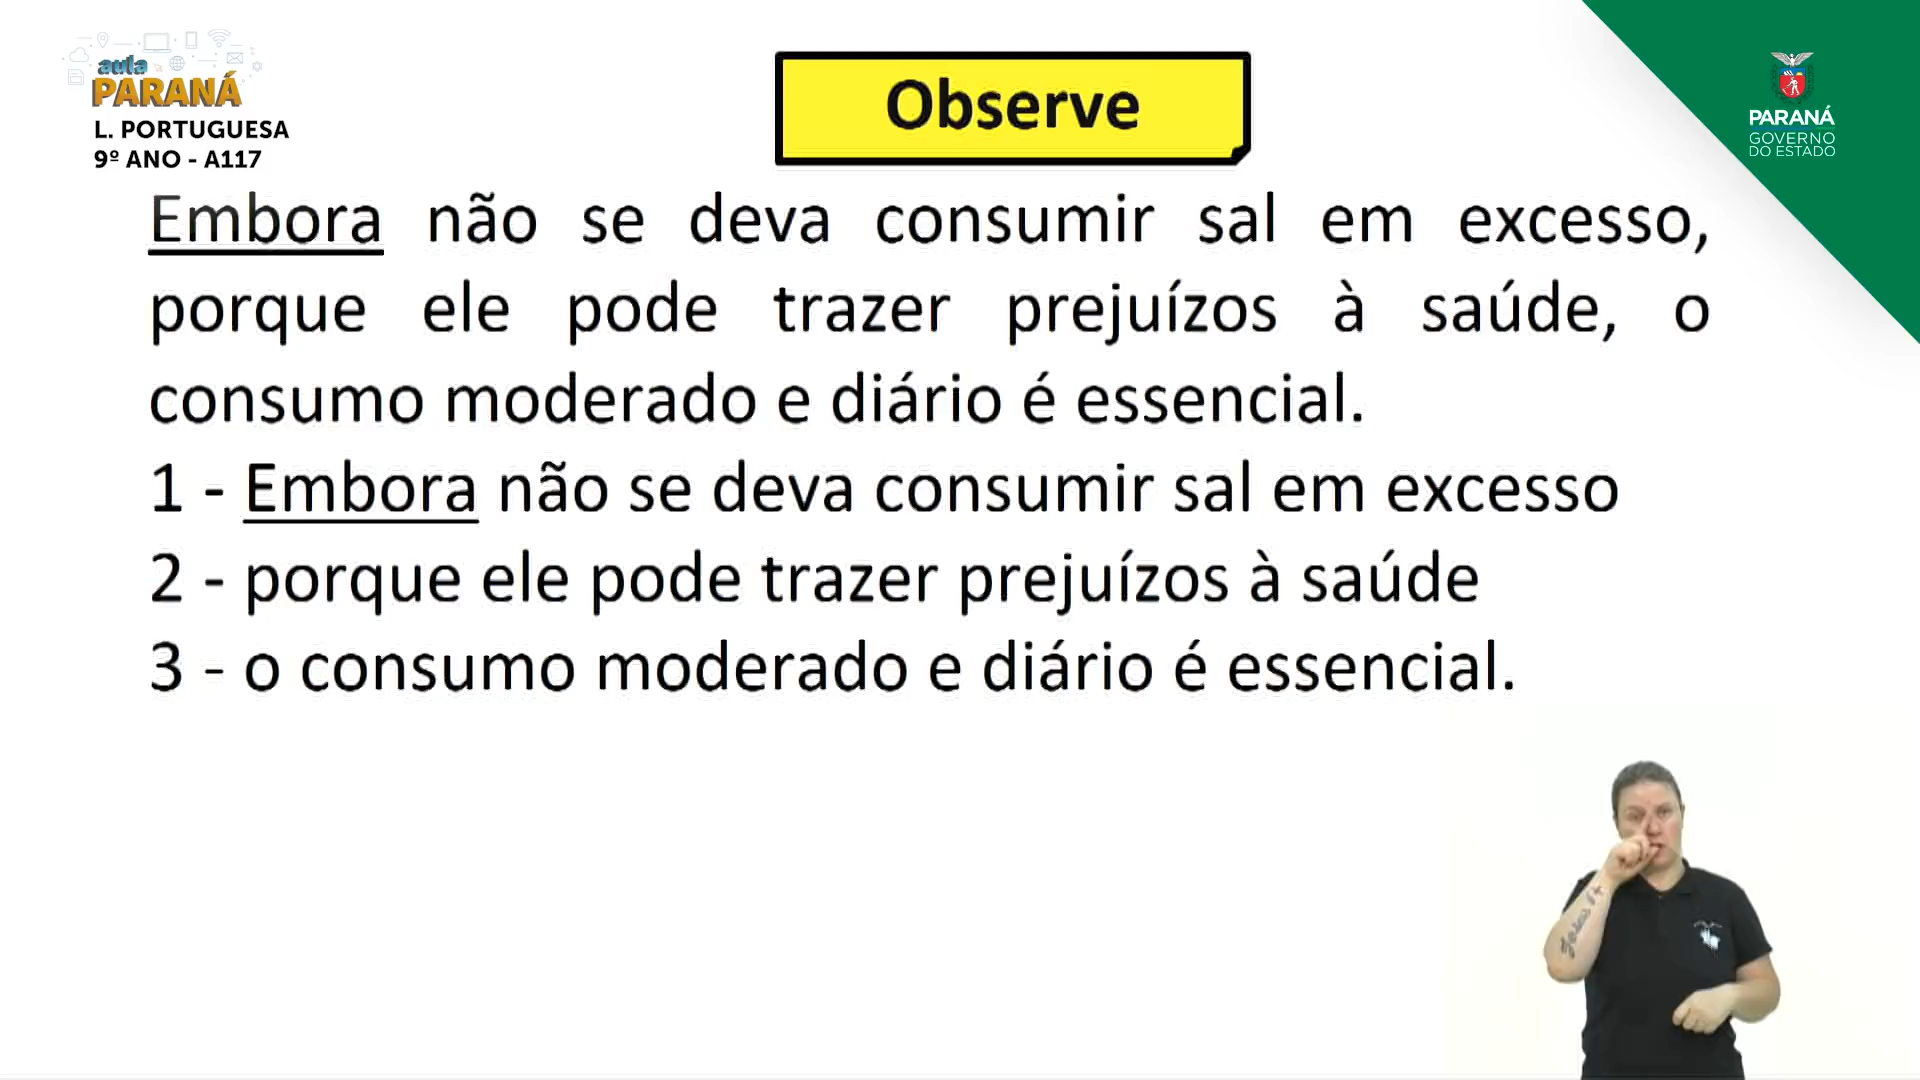 aula
PARANÁ
L. PORTUGUESA
9º ANO - A117
Observe
PARANÁ
GOVERNO
DO ESTADO
Embora não se deva consumir sal em excesso,
porque ele pode trazer prejuízos à saúde, o
consumo moderado e diário é essencial.
1 - Embora não se deva consumir sal em excesso
2 - porque ele pode trazer prejuízos à saúde
3 - o consumo moderado e diário é essencial.
Jesus